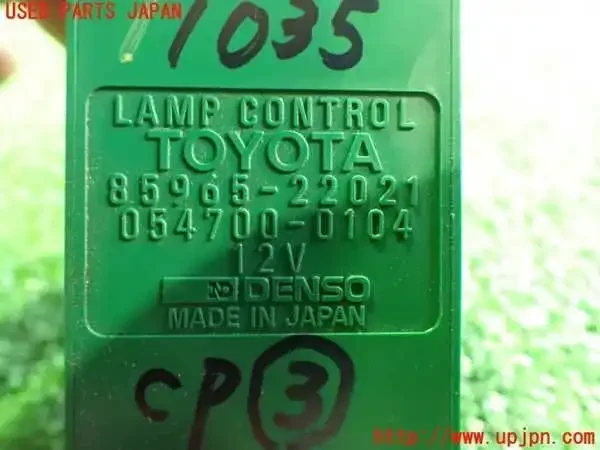 USED PARTS JAPAN
/1035
LAMP CONTROL
TOYOTA
85965-22021
054700-0104
12V
ND DENSO
MADE IN JAPAN
CP ③
http://www.upjpn.com